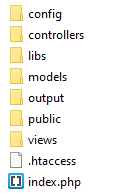 config
controllers
libs
models
output
public
views
.htaccess
index.php